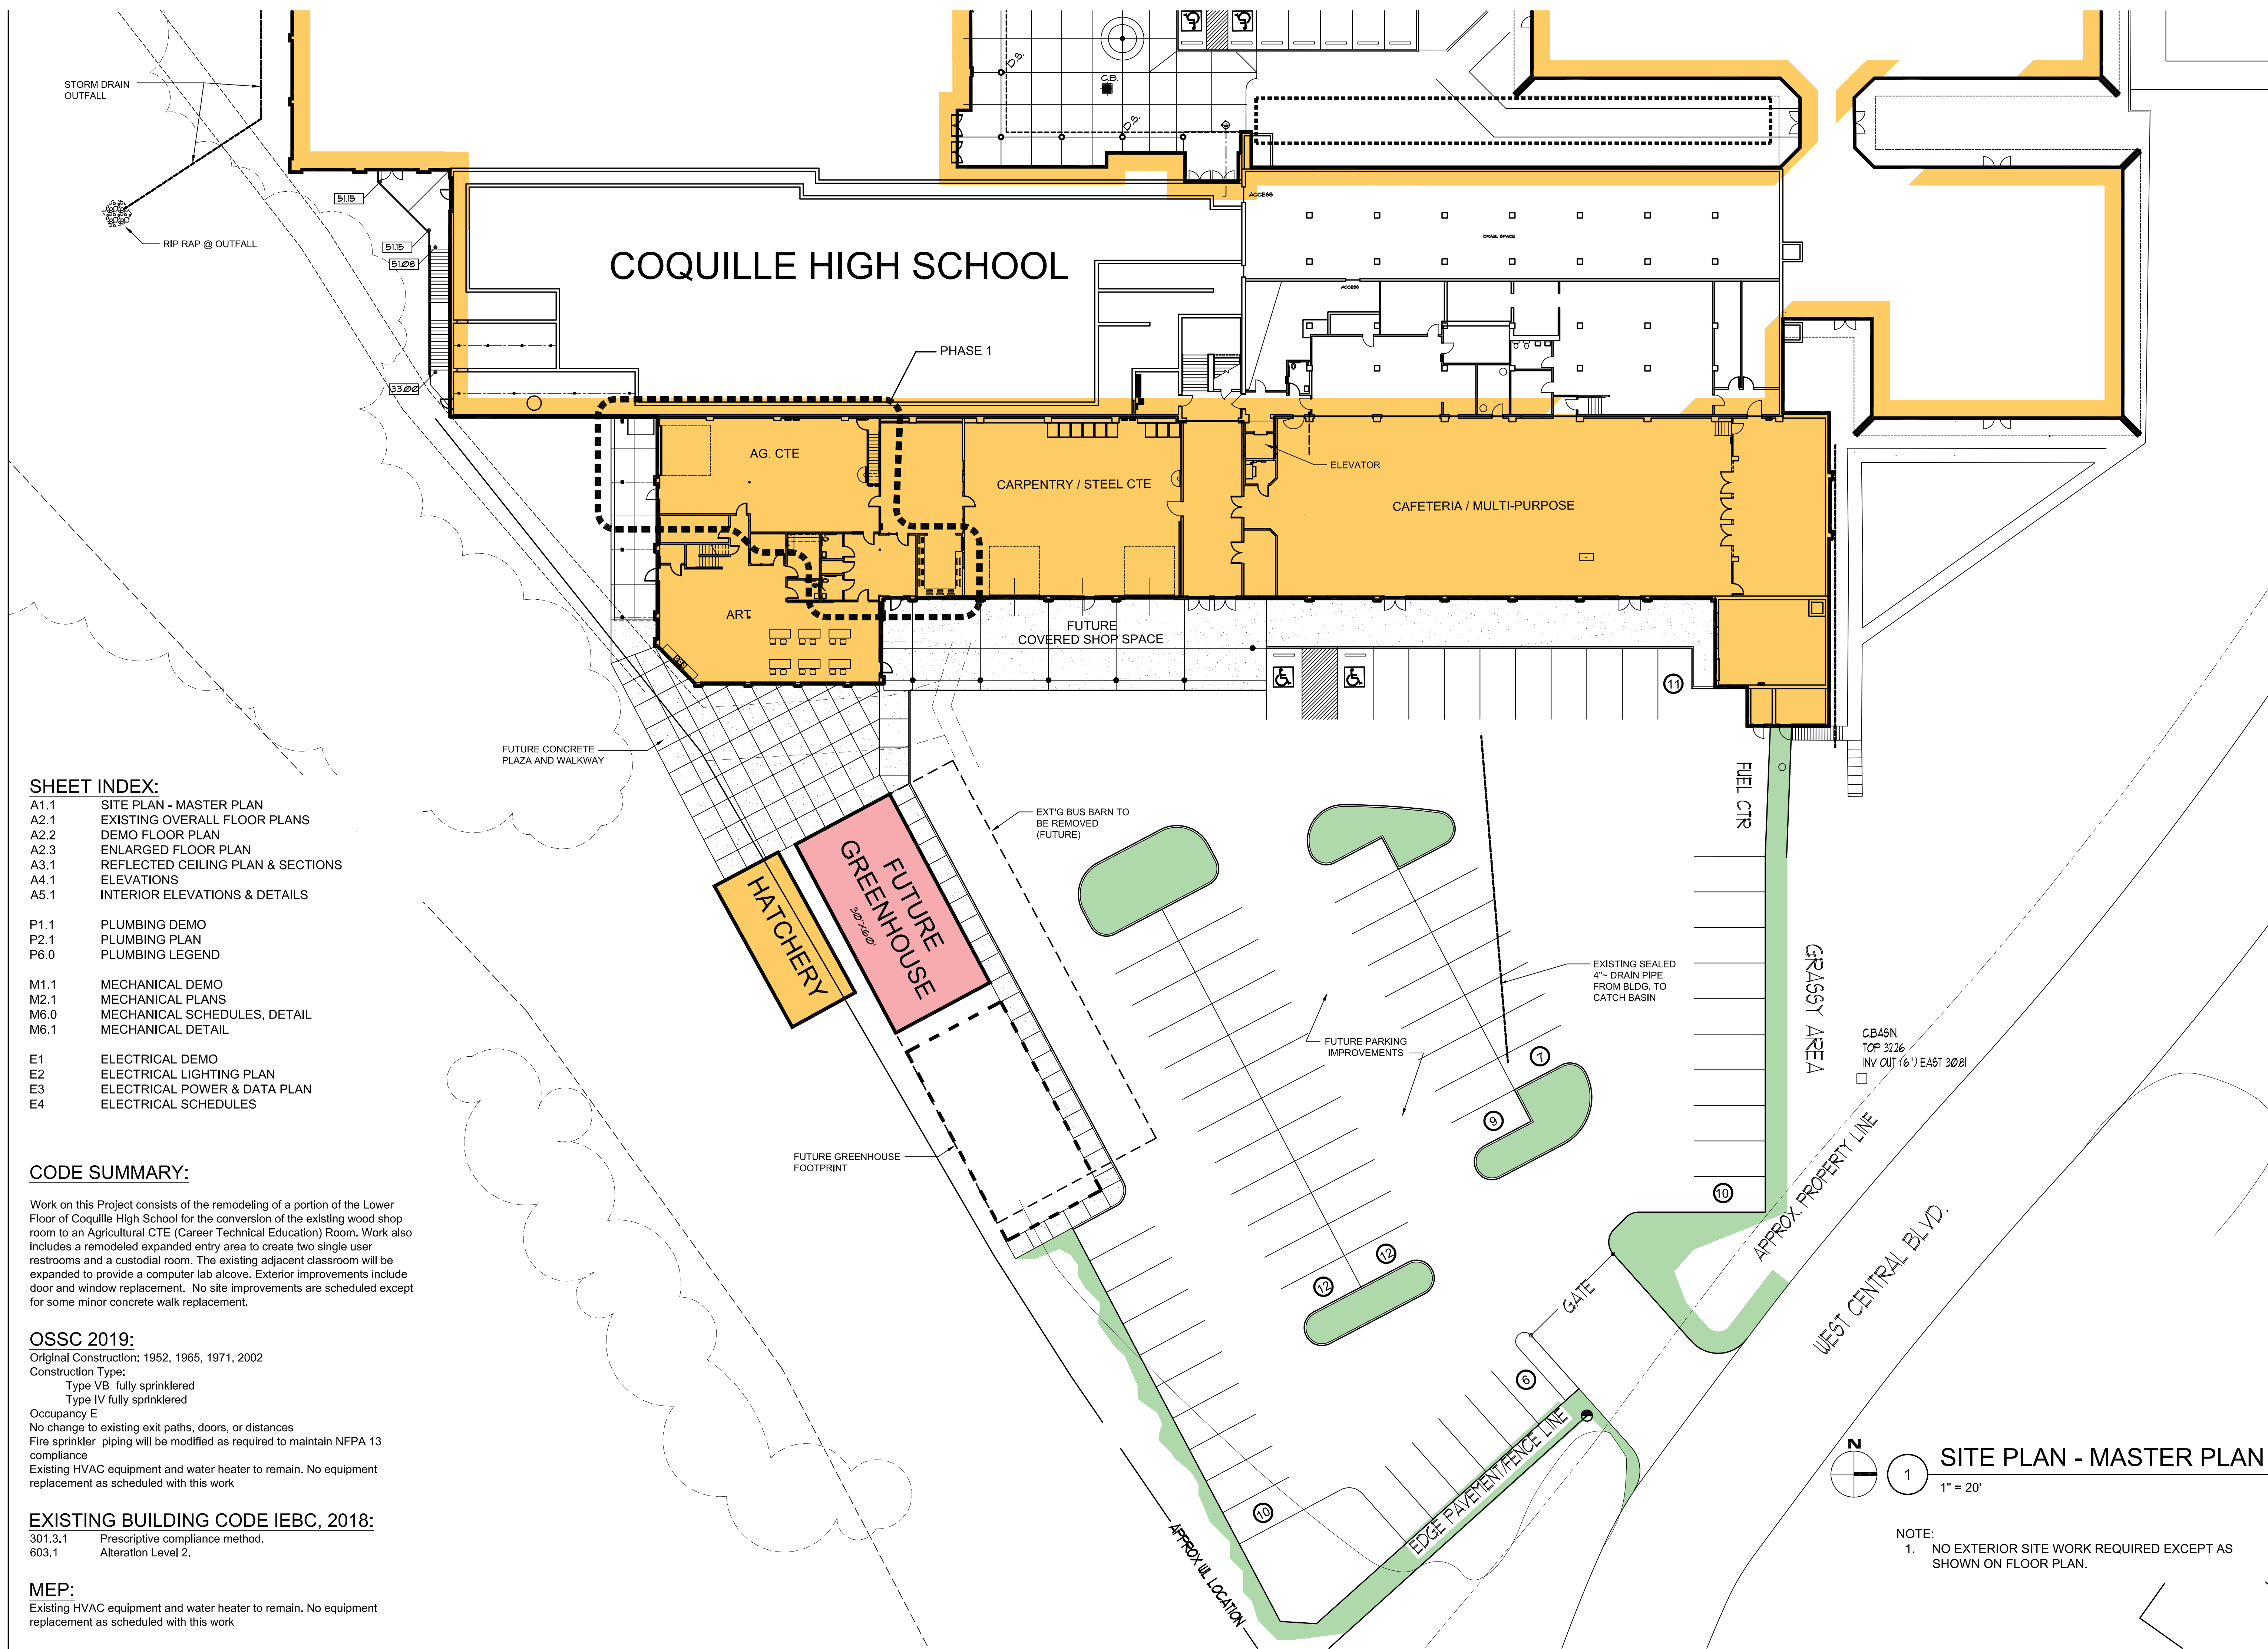 STORM DRAIN
OUTFALL
RIP RAP @ OUTFALL
D.S.
C.B.
D.S.
51.15
51.15
51.08
33.00
ACCESS
CRAWL SPACE
ACCESS
COQUILLE HIGH SCHOOL
PHASE 1
AG. CTE
CARPENTRY / STEEL CTE
ELEVATOR
CAFETERIA / MULTI-PURPOSE
ART
FUTURE
COVERED SHOP SPACE
11
FUTURE CONCRETE
PLAZA AND WALKWAY
FUEL CTR
EXT'G BUS BARN TO
BE REMOVED
(FUTURE)
HATCHERY
FUTURE
GREENHOUSE
30'X60'
EXISTING SEALED
4"~ DRAIN PIPE
FROM BLDG. TO
CATCH BASIN
GRASSY AREA
C.BASIN
TOP 32.26
INV OUT (6") EAST 30.81
FUTURE PARKING
IMPROVEMENTS
7
9
FUTURE GREENHOUSE
FOOTPRINT
10
APPROX. PROPERTY LINE
WEST CENTRAL BLVD.
12
12
GATE
6
EDGE PAVEMENT/FENCE LINE
10
APPROX W.L LOCATION
SHEET INDEX:
A1.1 SITE PLAN - MASTER PLAN
A2.1 EXISTING OVERALL FLOOR PLANS
A2.2 DEMO FLOOR PLAN
A2.3 ENLARGED FLOOR PLAN
A3.1 REFLECTED CEILING PLAN & SECTIONS
A4.1 ELEVATIONS
A5.1 INTERIOR ELEVATIONS & DETAILS
P1.1 PLUMBING DEMO
P2.1 PLUMBING PLAN
P6.0 PLUMBING LEGEND
M1.1 MECHANICAL DEMO
M2.1 MECHANICAL PLANS
M6.0 MECHANICAL SCHEDULES, DETAIL
M6.1 MECHANICAL DETAIL
E1 ELECTRICAL DEMO
E2 ELECTRICAL LIGHTING PLAN
E3 ELECTRICAL POWER & DATA PLAN
E4 ELECTRICAL SCHEDULES
CODE SUMMARY:
Work on this Project consists of the remodeling of a portion of the Lower
Floor of Coquille High School for the conversion of the existing wood shop
room to an Agricultural CTE (Career Technical Education) Room. Work also
includes a remodeled expanded entry area to create two single user
restrooms and a custodial room. The existing adjacent classroom will be
expanded to provide a computer lab alcove. Exterior improvements include
door and window replacement. No site improvements are scheduled except
for some minor concrete walk replacement.
OSSC 2019:
Original Construction: 1952, 1965, 1971, 2002
Construction Type:
Type VB fully sprinklered
Type IV fully sprinklered
Occupancy E
No change to existing exit paths, doors, or distances
Fire sprinkler piping will be modified as required to maintain NFPA 13
compliance
Existing HVAC equipment and water heater to remain. No equipment
replacement as scheduled with this work
EXISTING BUILDING CODE IEBC, 2018:
301.3.1 Prescriptive compliance method.
603.1 Alteration Level 2.
MEP:
Existing HVAC equipment and water heater to remain. No equipment
replacement as scheduled with this work
N
1
SITE PLAN - MASTER PLAN
1" = 20'
NOTE:
1. NO EXTERIOR SITE WORK REQUIRED EXCEPT AS
SHOWN ON FLOOR PLAN.